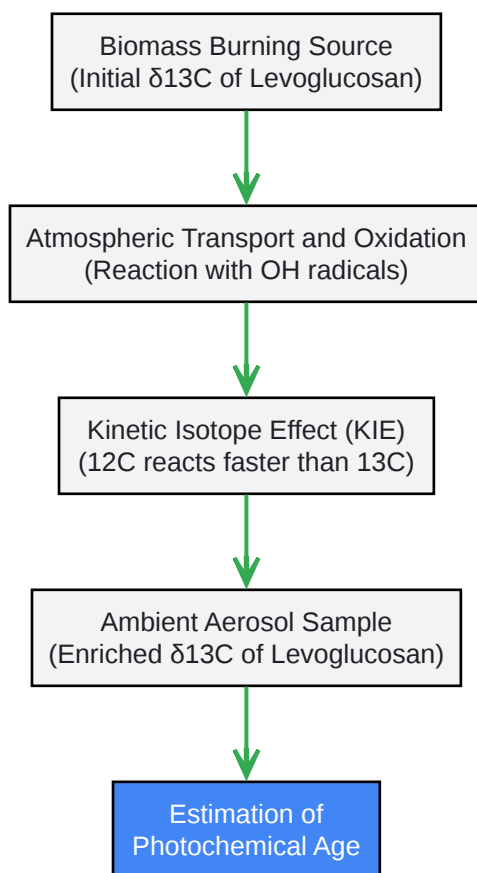 Biomass Burning Source
(Initial δ13C of Levoglucosan)
Atmospheric Transport and Oxidation
(Reaction with OH radicals)
Kinetic Isotope Effect (KIE)
(12C reacts faster than 13C)
Ambient Aerosol Sample
(Enriched δ13C of Levoglucosan)
Estimation of
Photochemical Age